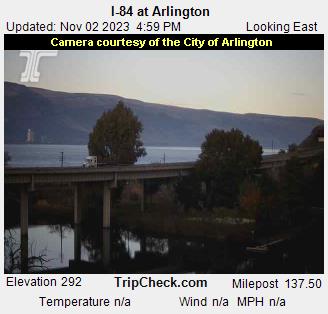 I-84 at Arlington
Updated: Nov 02 2023 4:59 PM Looking East
Camera courtesy of the City of Arlington
Elevation 292 TripCheck.com Milepost 137.50
Temperature n/a Wind n/a MPH n/a